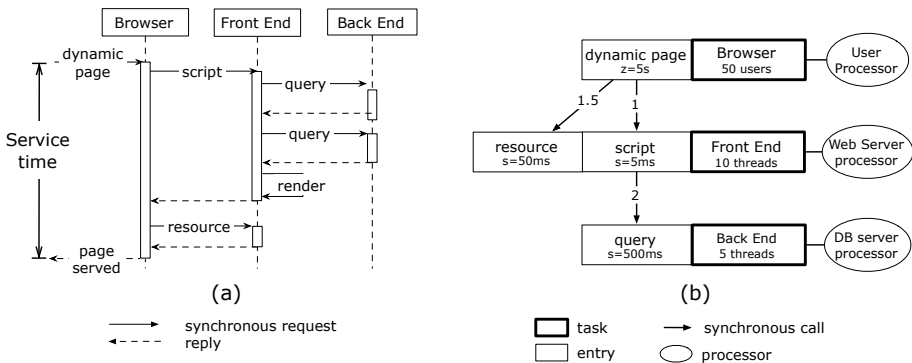 Browser
Front End
Back End
dynamic
page
script
query
query
Service
time
render
resource
page
served
(a)
synchronous request
reply
dynamic page
z=5s
Browser
50 users
User
Processor
1.5
1
resource
s=50ms
script
s=5ms
Front End
10 threads
Web Server
processor
2
query
s=500ms
Back End
5 threads
DB server
processor
(b)
task
synchronous call
entry
processor